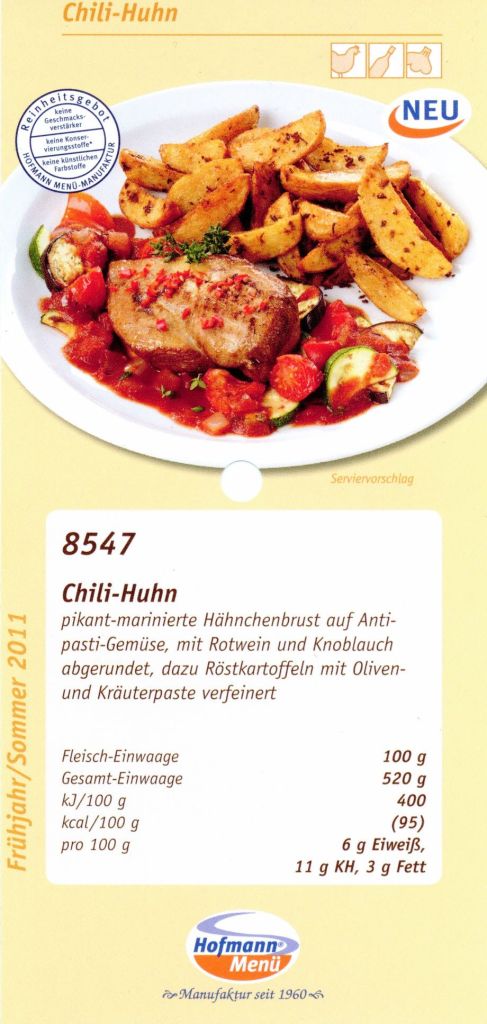 Chili-Huhn
NEU
Reinheitsgebot
keine
Geschmacks-
verstärker
keine Konser-
vierungsstoffe*
keine künstlichen
Farbstoffe
HOFMANN MENÜ-MANUFAKTUR
Serviervorschlag
8547
Chili-Huhn
pikant-marinierte Hähnchenbrust auf Anti-
pasti-Gemüse, mit Rotwein und Knoblauch
abgerundet, dazu Röstkartoffeln mit Oliven-
und Kräuterpaste verfeinert
Fleisch-Einwaage 100 g
Gesamt-Einwaage 520 g
kJ/100 g 400
kcal/100 g (95)
pro 100 g 6 g Eiweiß,
11 g KH, 3 g Fett
Frühjahr/Sommer 2011
Hofmann®
Menü
Manufaktur seit 1960